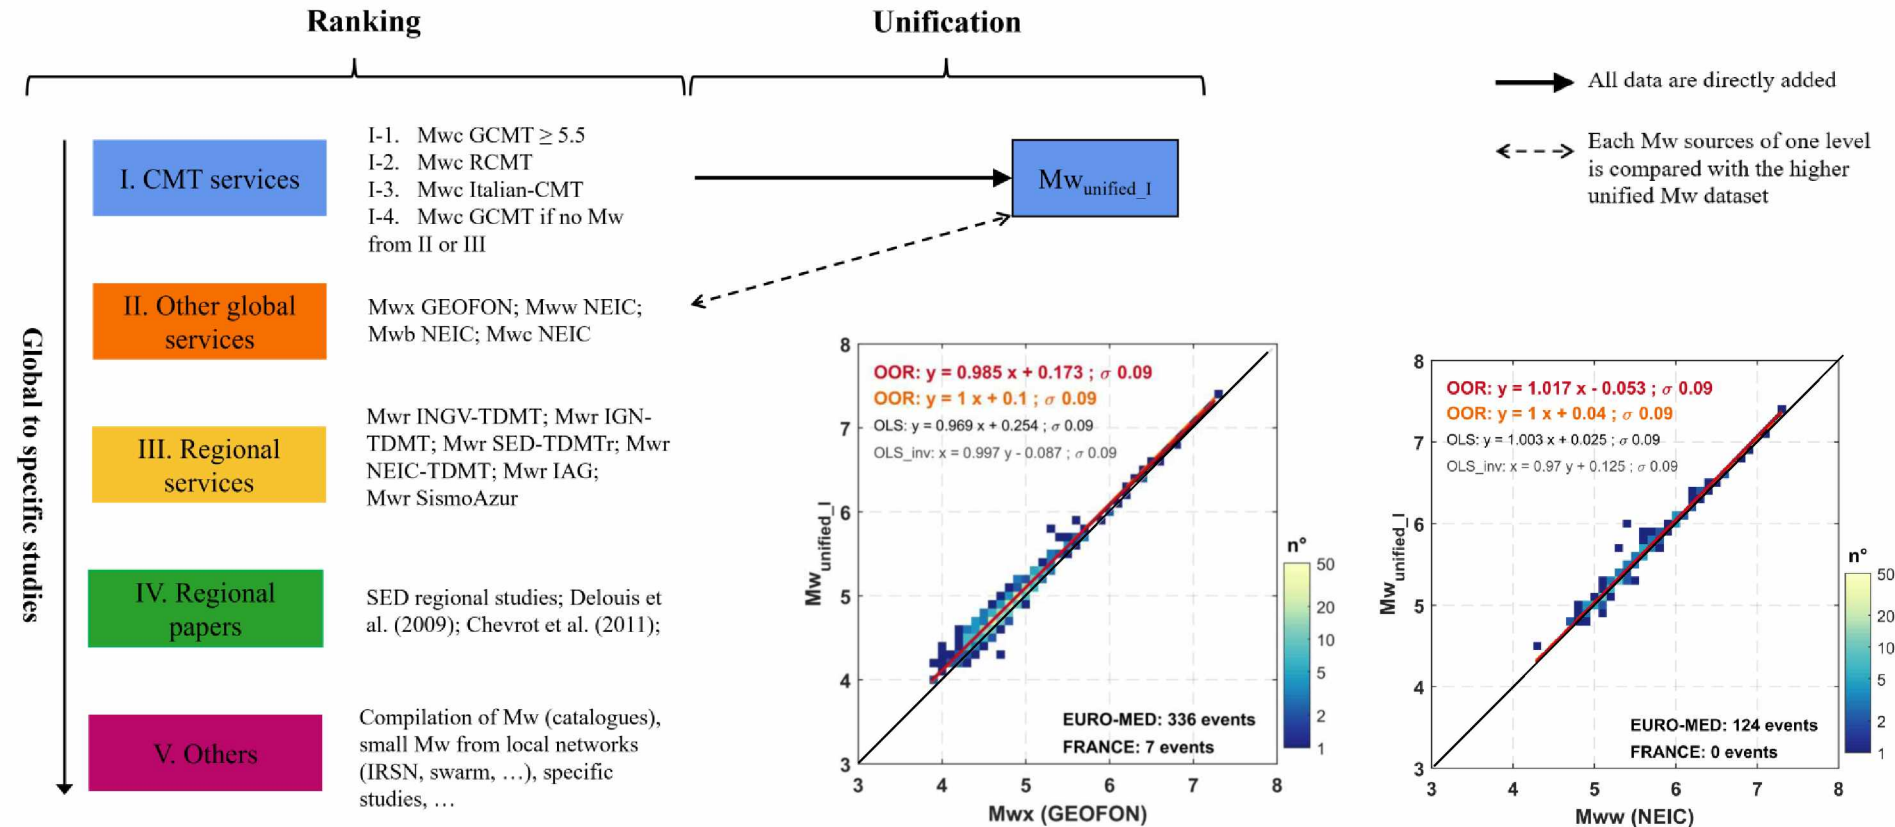 Ranking
Unification
All data are directly added
Each Mw sources of one level
is compared with the higher
unified Mw dataset
Global to specific studies
I. CMT services
I-1. Mwc GCMT ≥ 5.5
I-2. Mwc RCMT
I-3. Mwc Italian-CMT
I-4. Mwc GCMT if no Mw
from II or III
Mwunified_I
II. Other global
services
Mwx GEOFON; Mww NEIC;
Mwb NEIC; Mwc NEIC
III. Regional
services
Mwr INGV-TDMT; Mwr IGN-
TDMT; Mwr SED-TDMTr; Mwr
NEIC-TDMT; Mwr IAG;
Mwr SismoAzur
IV. Regional
papers
SED regional studies; Delouis et
al. (2009); Chevrot et al. (2011);
V. Others
Compilation of Mw (catalogues),
small Mw from local networks
(IRSN, swarm, …), specific
studies, …
OOR: y = 0.985 x + 0.173 ; σ 0.09
OOR: y = 1 x + 0.1 ; σ 0.09
OLS: y = 0.969 x + 0.254 ; σ 0.09
OLS_inv: x = 0.997 y - 0.087 ; σ 0.09
EURO-MED: 336 events
FRANCE: 7 events
8
7
6
5
4
3
3 4 5 6 7 8
Mwunified_I
Mwx (GEOFON)
n°
50
20
10
5
2
1
OOR: y = 1.017 x - 0.053 ; σ 0.09
OOR: y = 1 x + 0.04 ; σ 0.09
OLS: y = 1.003 x + 0.025 ; σ 0.09
OLS_inv: x = 0.97 y + 0.125 ; σ 0.09
EURO-MED: 124 events
FRANCE: 0 events
8
7
6
5
4
3
3 4 5 6 7 8
Mwunified_I
Mww (NEIC)
n°
50
20
10
5
2
1